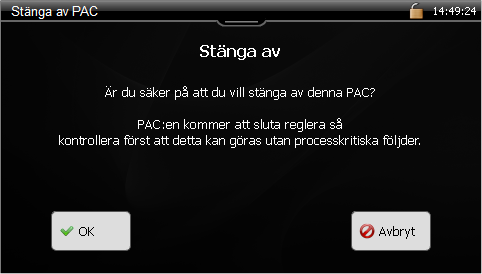 Stänga av PAC
14:49:24
Stänga av
Är du säker på att du vill stänga av denna PAC?
PAC:en kommer att sluta reglera så
kontrollera först att detta kan göras utan processkritiska följder.
OK
Avbryt